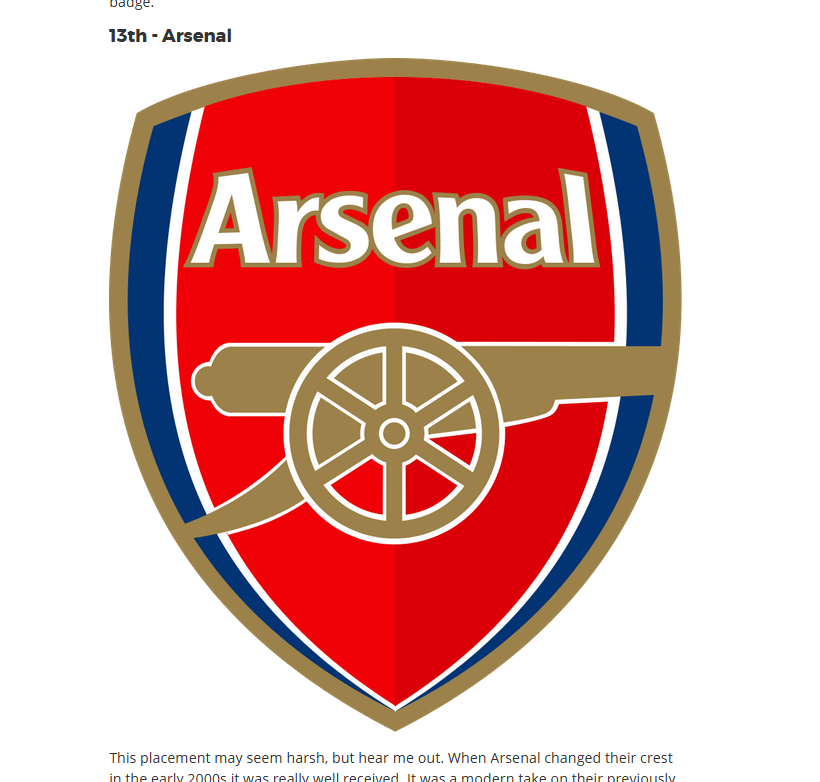 badge.
13th - Arsenal
Arsenal
This placement may seem harsh, but hear me out. When Arsenal changed their crest
in the early 2000s it was really well received. It was a modern take on their previously